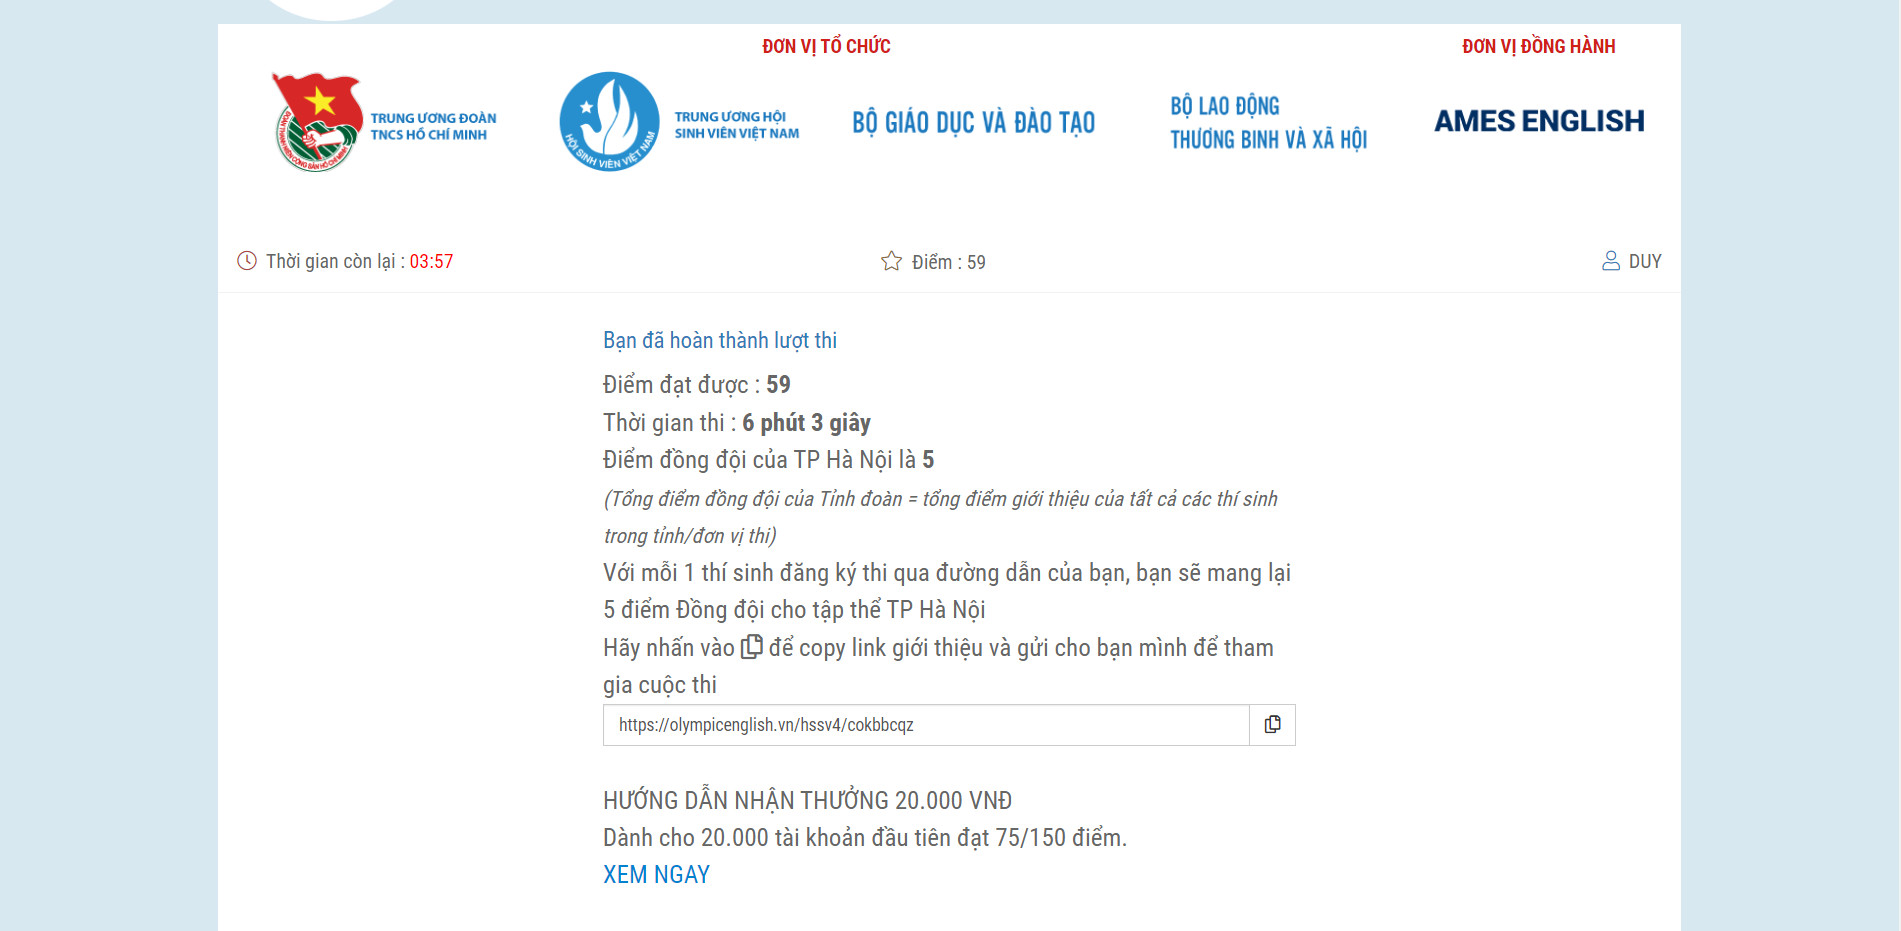 ĐƠN VỊ TỔ CHỨC
ĐƠN VỊ ĐỒNG HÀNH
ĐOÀN THANH NIÊN CỘNG SẢN HỒ CHÍ MINH
TRUNG ƯƠNG ĐOÀN
TNCS HỒ CHÍ MINH
HỘI SINH VIÊN VIỆT NAM
TRUNG ƯƠNG HỘI
SINH VIÊN VIỆT NAM
BỘ GIÁO DỤC VÀ ĐÀO TẠO
BỘ LAO ĐỘNG
THƯƠNG BINH VÀ XÃ HỘI
AMES ENGLISH
Thời gian còn lại : 03:57
Điểm : 59
DUY
Bạn đã hoàn thành lượt thi
Điểm đạt được : 59
Thời gian thi : 6 phút 3 giây
Điểm đồng đội của TP Hà Nội là 5
(Tổng điểm đồng đội của Tỉnh đoàn = tổng điểm giới thiệu của tất cả các thí sinh
trong tỉnh/đơn vị thi)
Với mỗi 1 thí sinh đăng ký thi qua đường dẫn của bạn, bạn sẽ mang lại
5 điểm Đồng đội cho tập thể TP Hà Nội
Hãy nhấn vào để copy link giới thiệu và gửi cho bạn mình để tham
gia cuộc thi
https://olympicenglish.vn/hssv4/cokbbcqz
HƯỚNG DẪN NHẬN THƯỞNG 20.000 VNĐ
Dành cho 20.000 tài khoản đầu tiên đạt 75/150 điểm.
XEM NGAY